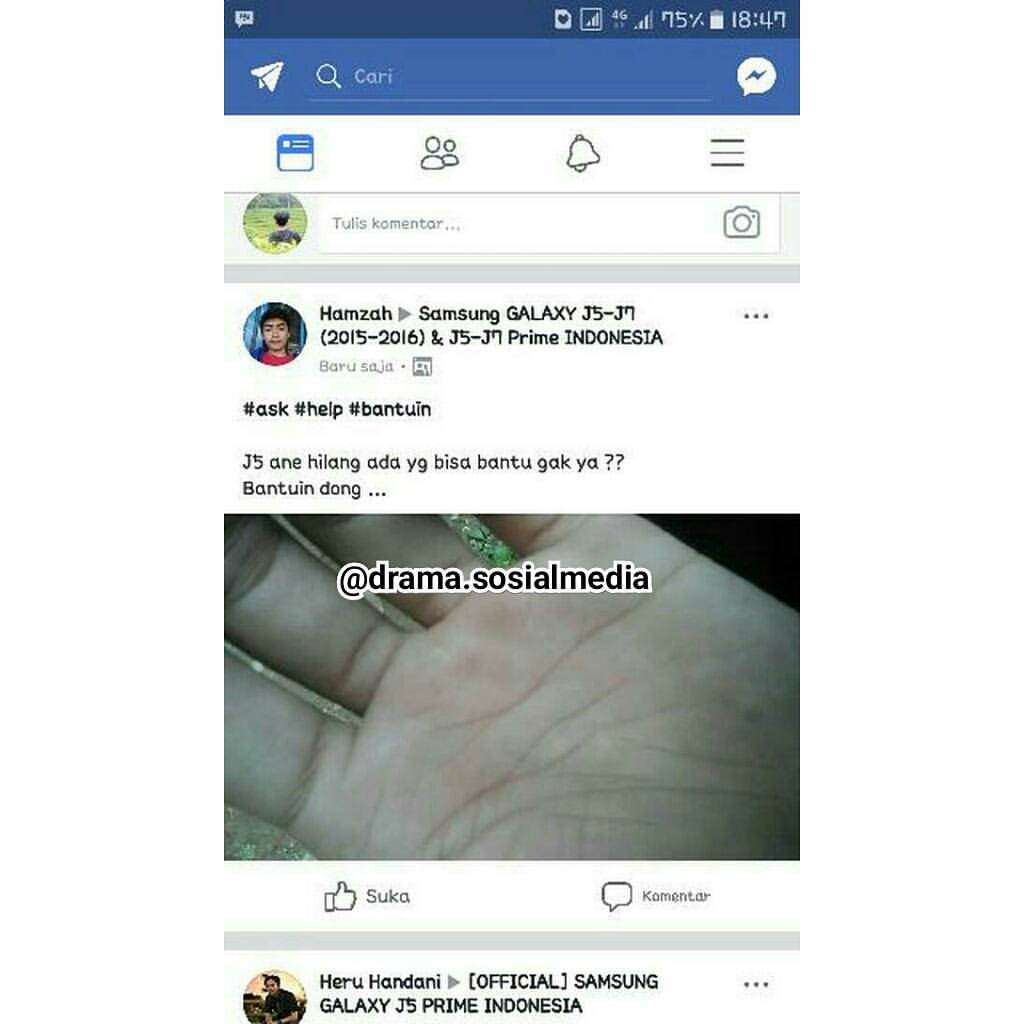 4G 75% 18:47
Cari
Tulis komentar...
Hamzah ▶ Samsung GALAXY J5-J7
(2015-2016) & J5-J7 Prime INDONESIA
Baru saja
#ask #help #bantuin
J5 ane hilang ada yg bisa bantu gak ya ??
Bantuin dong ...
@drama.sosialmedia
Suka
Komentar
Heru Handani ▶ [OFFICIAL] SAMSUNG
GALAXY J5 PRIME INDONESIA